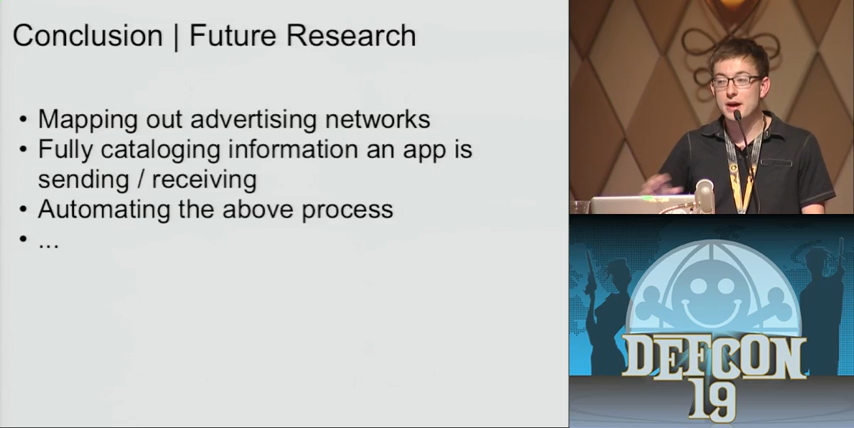 Conclusion | Future Research
• Mapping out advertising networks
• Fully cataloging information an app is
sending / receiving
• Automating the above process
• ...
DEFCON
19